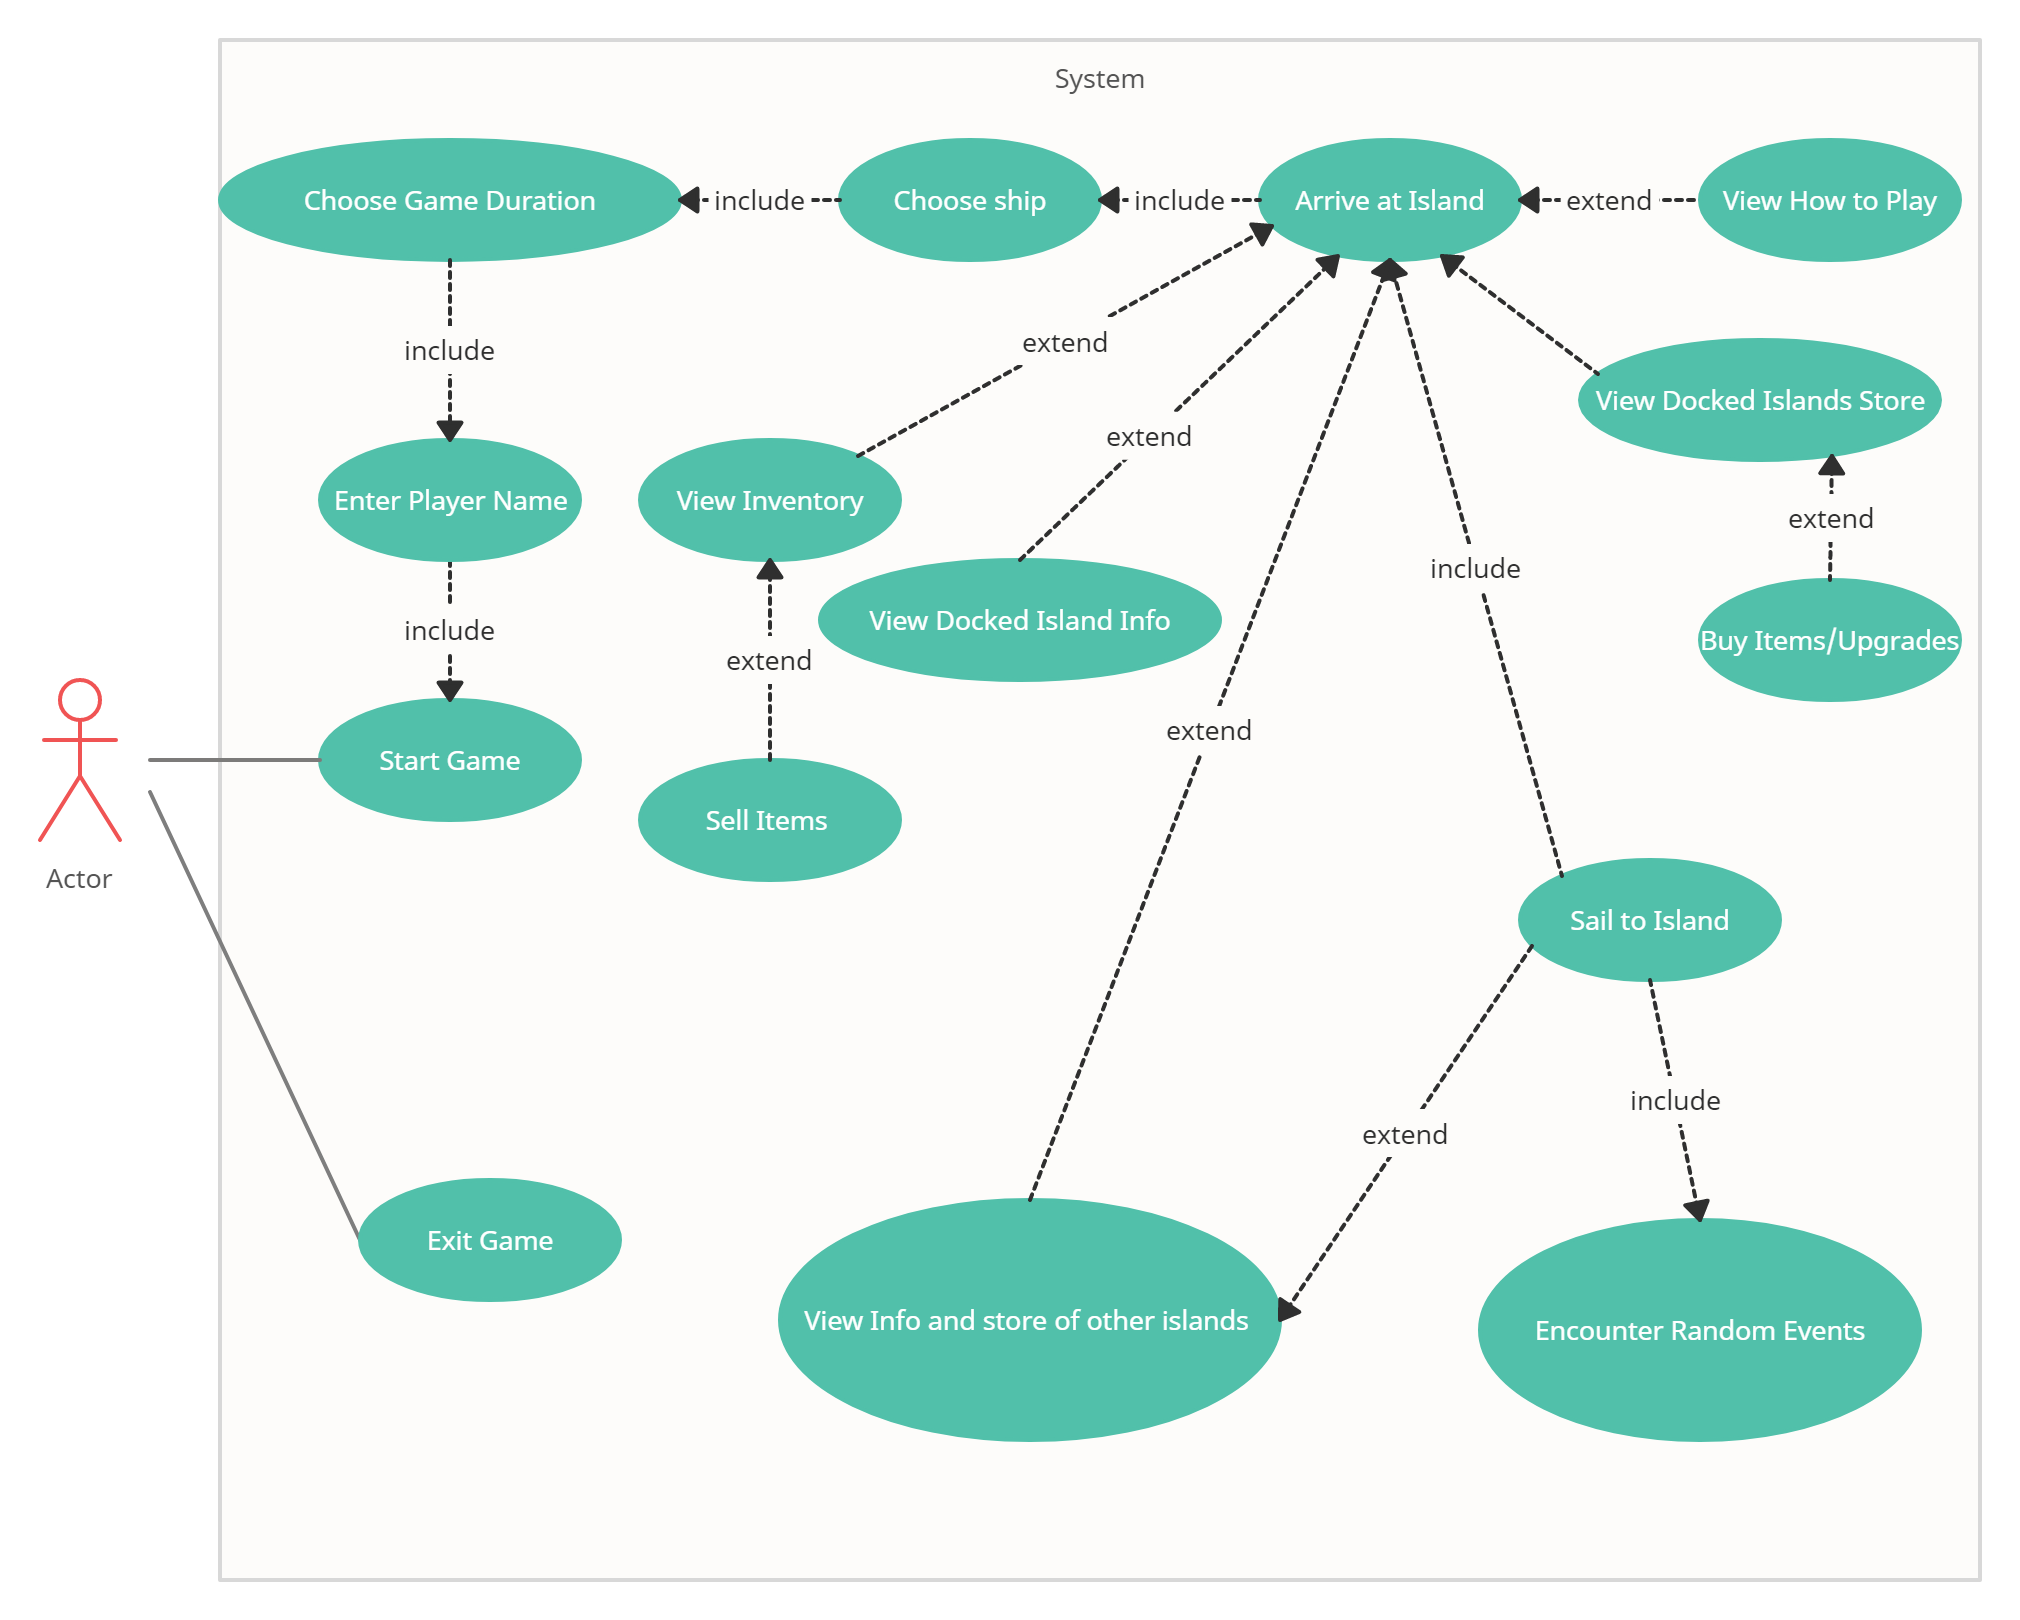 System
Choose Game Duration
include
Choose ship
include
Arrive at Island
extend
View How to Play
include
extend
extend
View Docked Islands Store
Enter Player Name
View Inventory
extend
include
View Docked Island Info
include
extend
Buy Items/Upgrades
Start Game
extend
Sell Items
Actor
Sail to Island
include
extend
Exit Game
View Info and store of other islands
Encounter Random Events